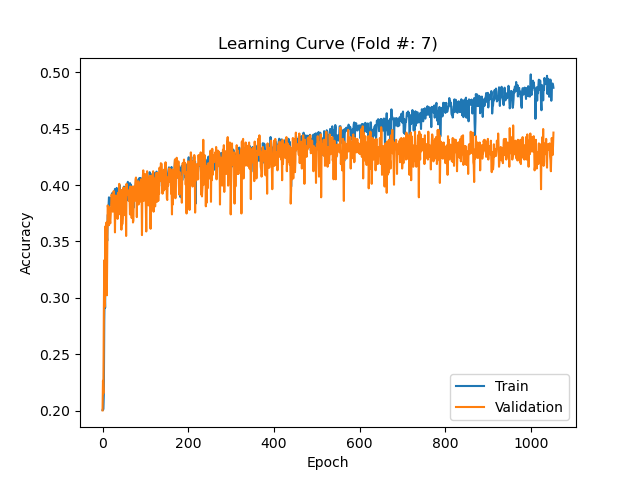 Learning Curve (Fold #: 7)
0.50
0.45
0.40
0.35
0.30
0.25
0.20
Accuracy
0 200 400 600 800 1000
Epoch
Train
Validation